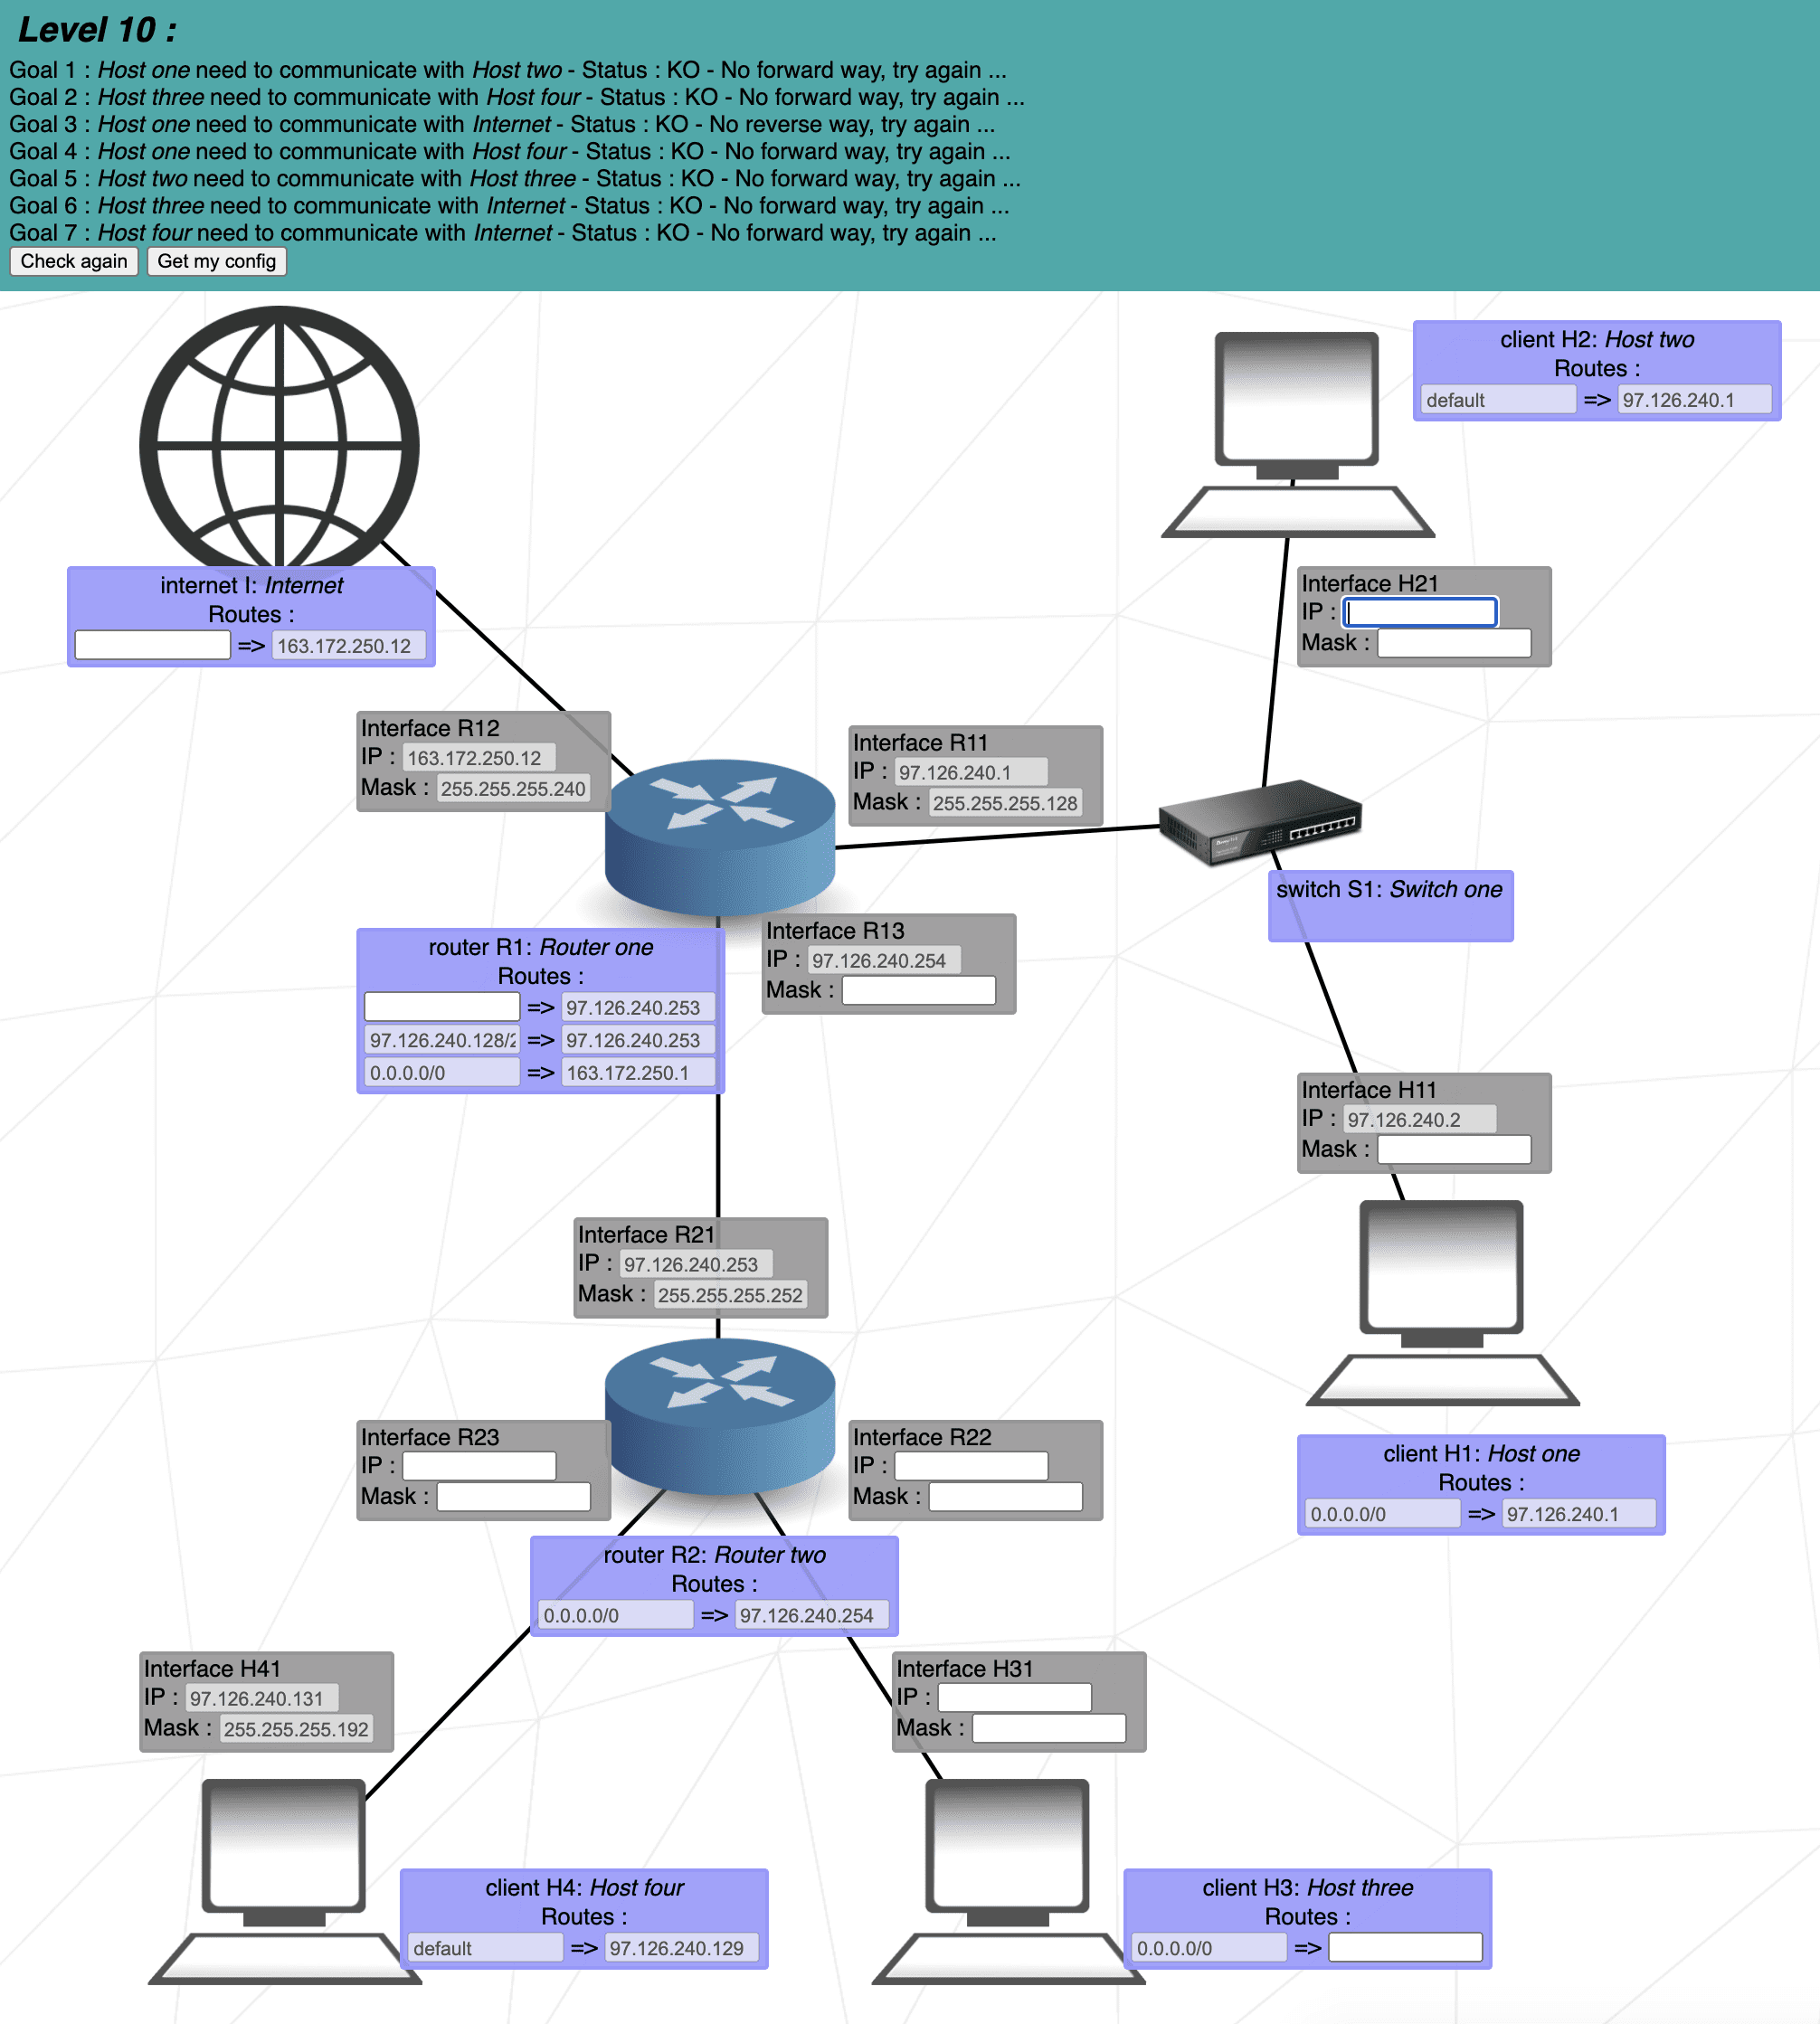 Level 10 :
Goal 1 : Host one need to communicate with Host two - Status : KO - No forward way, try again ...
Goal 2 : Host three need to communicate with Host four - Status : KO - No forward way, try again ...
Goal 3 : Host one need to communicate with Internet - Status : KO - No reverse way, try again ...
Goal 4 : Host one need to communicate with Host four - Status : KO - No forward way, try again ...
Goal 5 : Host two need to communicate with Host three - Status : KO - No forward way, try again ...
Goal 6 : Host three need to communicate with Internet - Status : KO - No forward way, try again ...
Goal 7 : Host four need to communicate with Internet - Status : KO - No forward way, try again ...
Check again Get my config
client H2: Host two
Routes :
default => 97.126.240.1
internet I: Internet
Routes :
=> 163.172.250.12
Interface H21
IP :
Mask :
Interface R12
IP : 163.172.250.12
Mask : 255.255.255.240
Interface R11
IP : 97.126.240.1
Mask : 255.255.255.128
switch S1: Switch one
router R1: Router one
Routes :
=> 97.126.240.253
97.126.240.128/2 => 97.126.240.253
0.0.0.0/0 => 163.172.250.1
Interface R13
IP : 97.126.240.254
Mask :
Interface H11
IP : 97.126.240.2
Mask :
Interface R21
IP : 97.126.240.253
Mask : 255.255.255.252
Interface R23
IP :
Mask :
Interface R22
IP :
Mask :
client H1: Host one
Routes :
0.0.0.0/0 => 97.126.240.1
router R2: Router two
Routes :
0.0.0.0/0 => 97.126.240.254
Interface H41
IP : 97.126.240.131
Mask : 255.255.255.192
Interface H31
IP :
Mask :
client H4: Host four
Routes :
default => 97.126.240.129
client H3: Host three
Routes :
0.0.0.0/0 =>